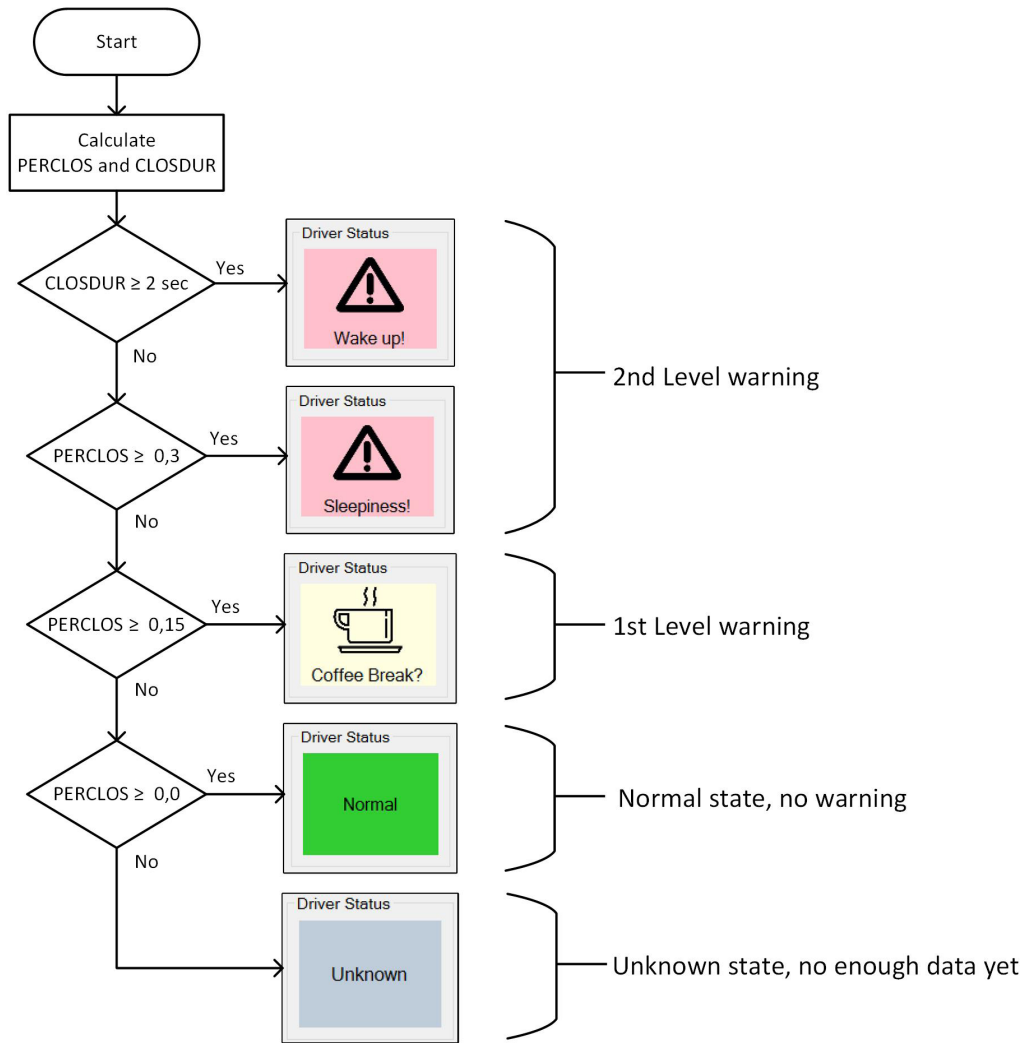 Start
Calculate
PERCLOS and CLOSDUR
CLOSDUR ≥ 2 sec
Yes
Driver Status
Wake up!
No
2nd Level warning
PERCLOS ≥ 0,3
Yes
Driver Status
Sleepiness!
No
PERCLOS ≥ 0,15
Yes
Driver Status
Coffee Break?
1st Level warning
No
PERCLOS ≥ 0,0
Yes
Driver Status
Normal
Normal state, no warning
No
Driver Status
Unknown
Unknown state, no enough data yet